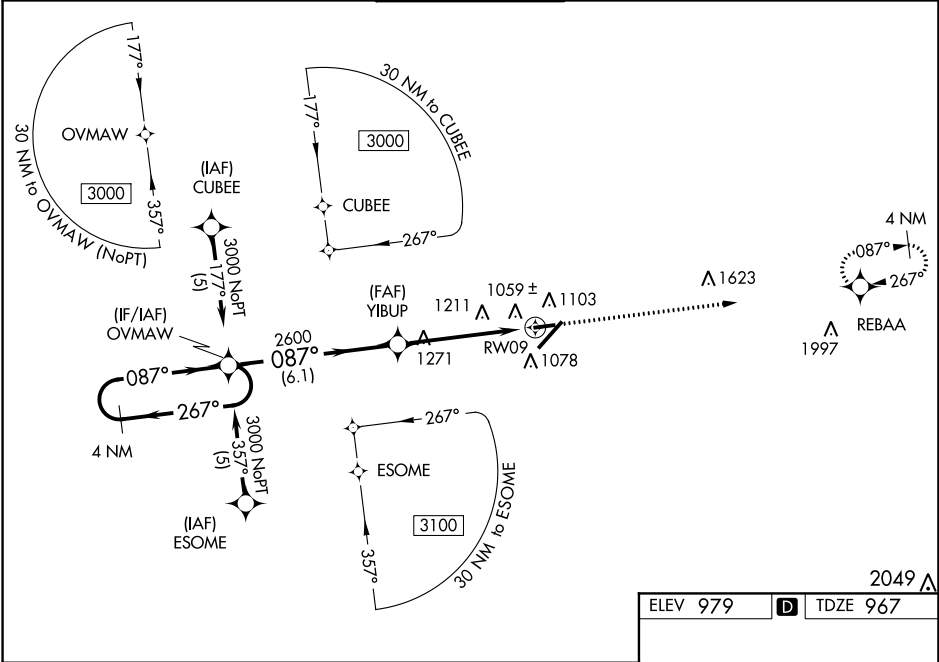 177°
OVMAW
3000
357°
30 NM to OVMAW (NoPT)
30 NM to CUBEE
177°
3000
CUBEE
267°
(IAF)
CUBEE
3000 NoPT
177°
(5)
4 NM
087°
267°
REBAA
1623
1997
(FAF)
YIBUP
1211
1059 ±
1103
RW09
1078
1271
(IF/IAF)
OVMAW
2600
087°
(6.1)
087°
267°
4 NM
3000 NoPT
357°
(5)
(IAF)
ESOME
267°
ESOME
3100
357°
30 NM to ESOME
2049
ELEV 979 D TDZE 967